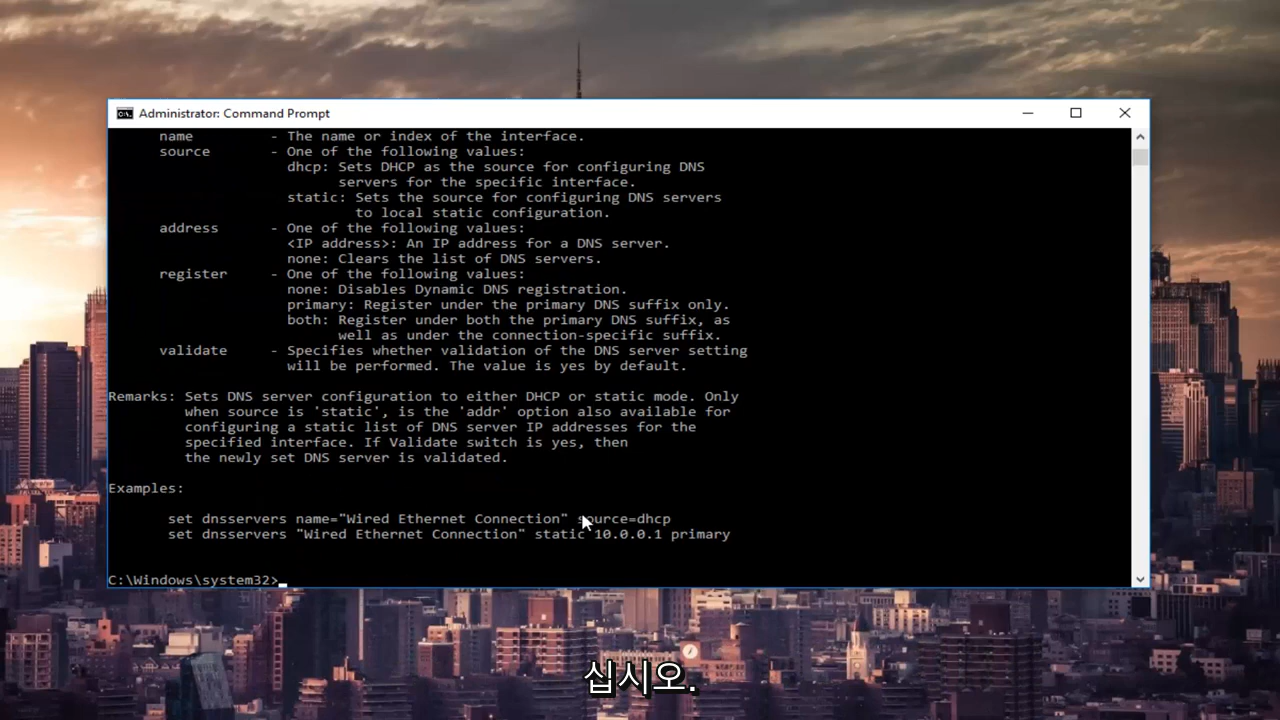 Administrator: Command Prompt
name - The name or index of the interface.
source - One of the following values:
dhcp: Sets DHCP as the source for configuring DNS
servers for the specific interface.
static: Sets the source for configuring DNS servers
to local static configuration.
address - One of the following values:
<IP address>: An IP address for a DNS server.
none: Clears the list of DNS servers.
register - One of the following values:
none: Disables Dynamic DNS registration.
primary: Register under the primary DNS suffix only.
both: Register under both the primary DNS suffix, as
well as under the connection-specific suffix.
validate - Specifies whether validation of the DNS server setting
will be performed. The value is yes by default.
Remarks: Sets DNS server configuration to either DHCP or static mode. Only
when source is 'static', is the 'addr' option also available for
configuring a static list of DNS server IP addresses for the
specified interface. If Validate switch is yes, then
the newly set DNS server is validated.
Examples:
set dnsservers name="Wired Ethernet Connection" source=dhcp
set dnsservers "Wired Ethernet Connection" static 10.0.0.1 primary
C:\Windows\system32>
십시오.